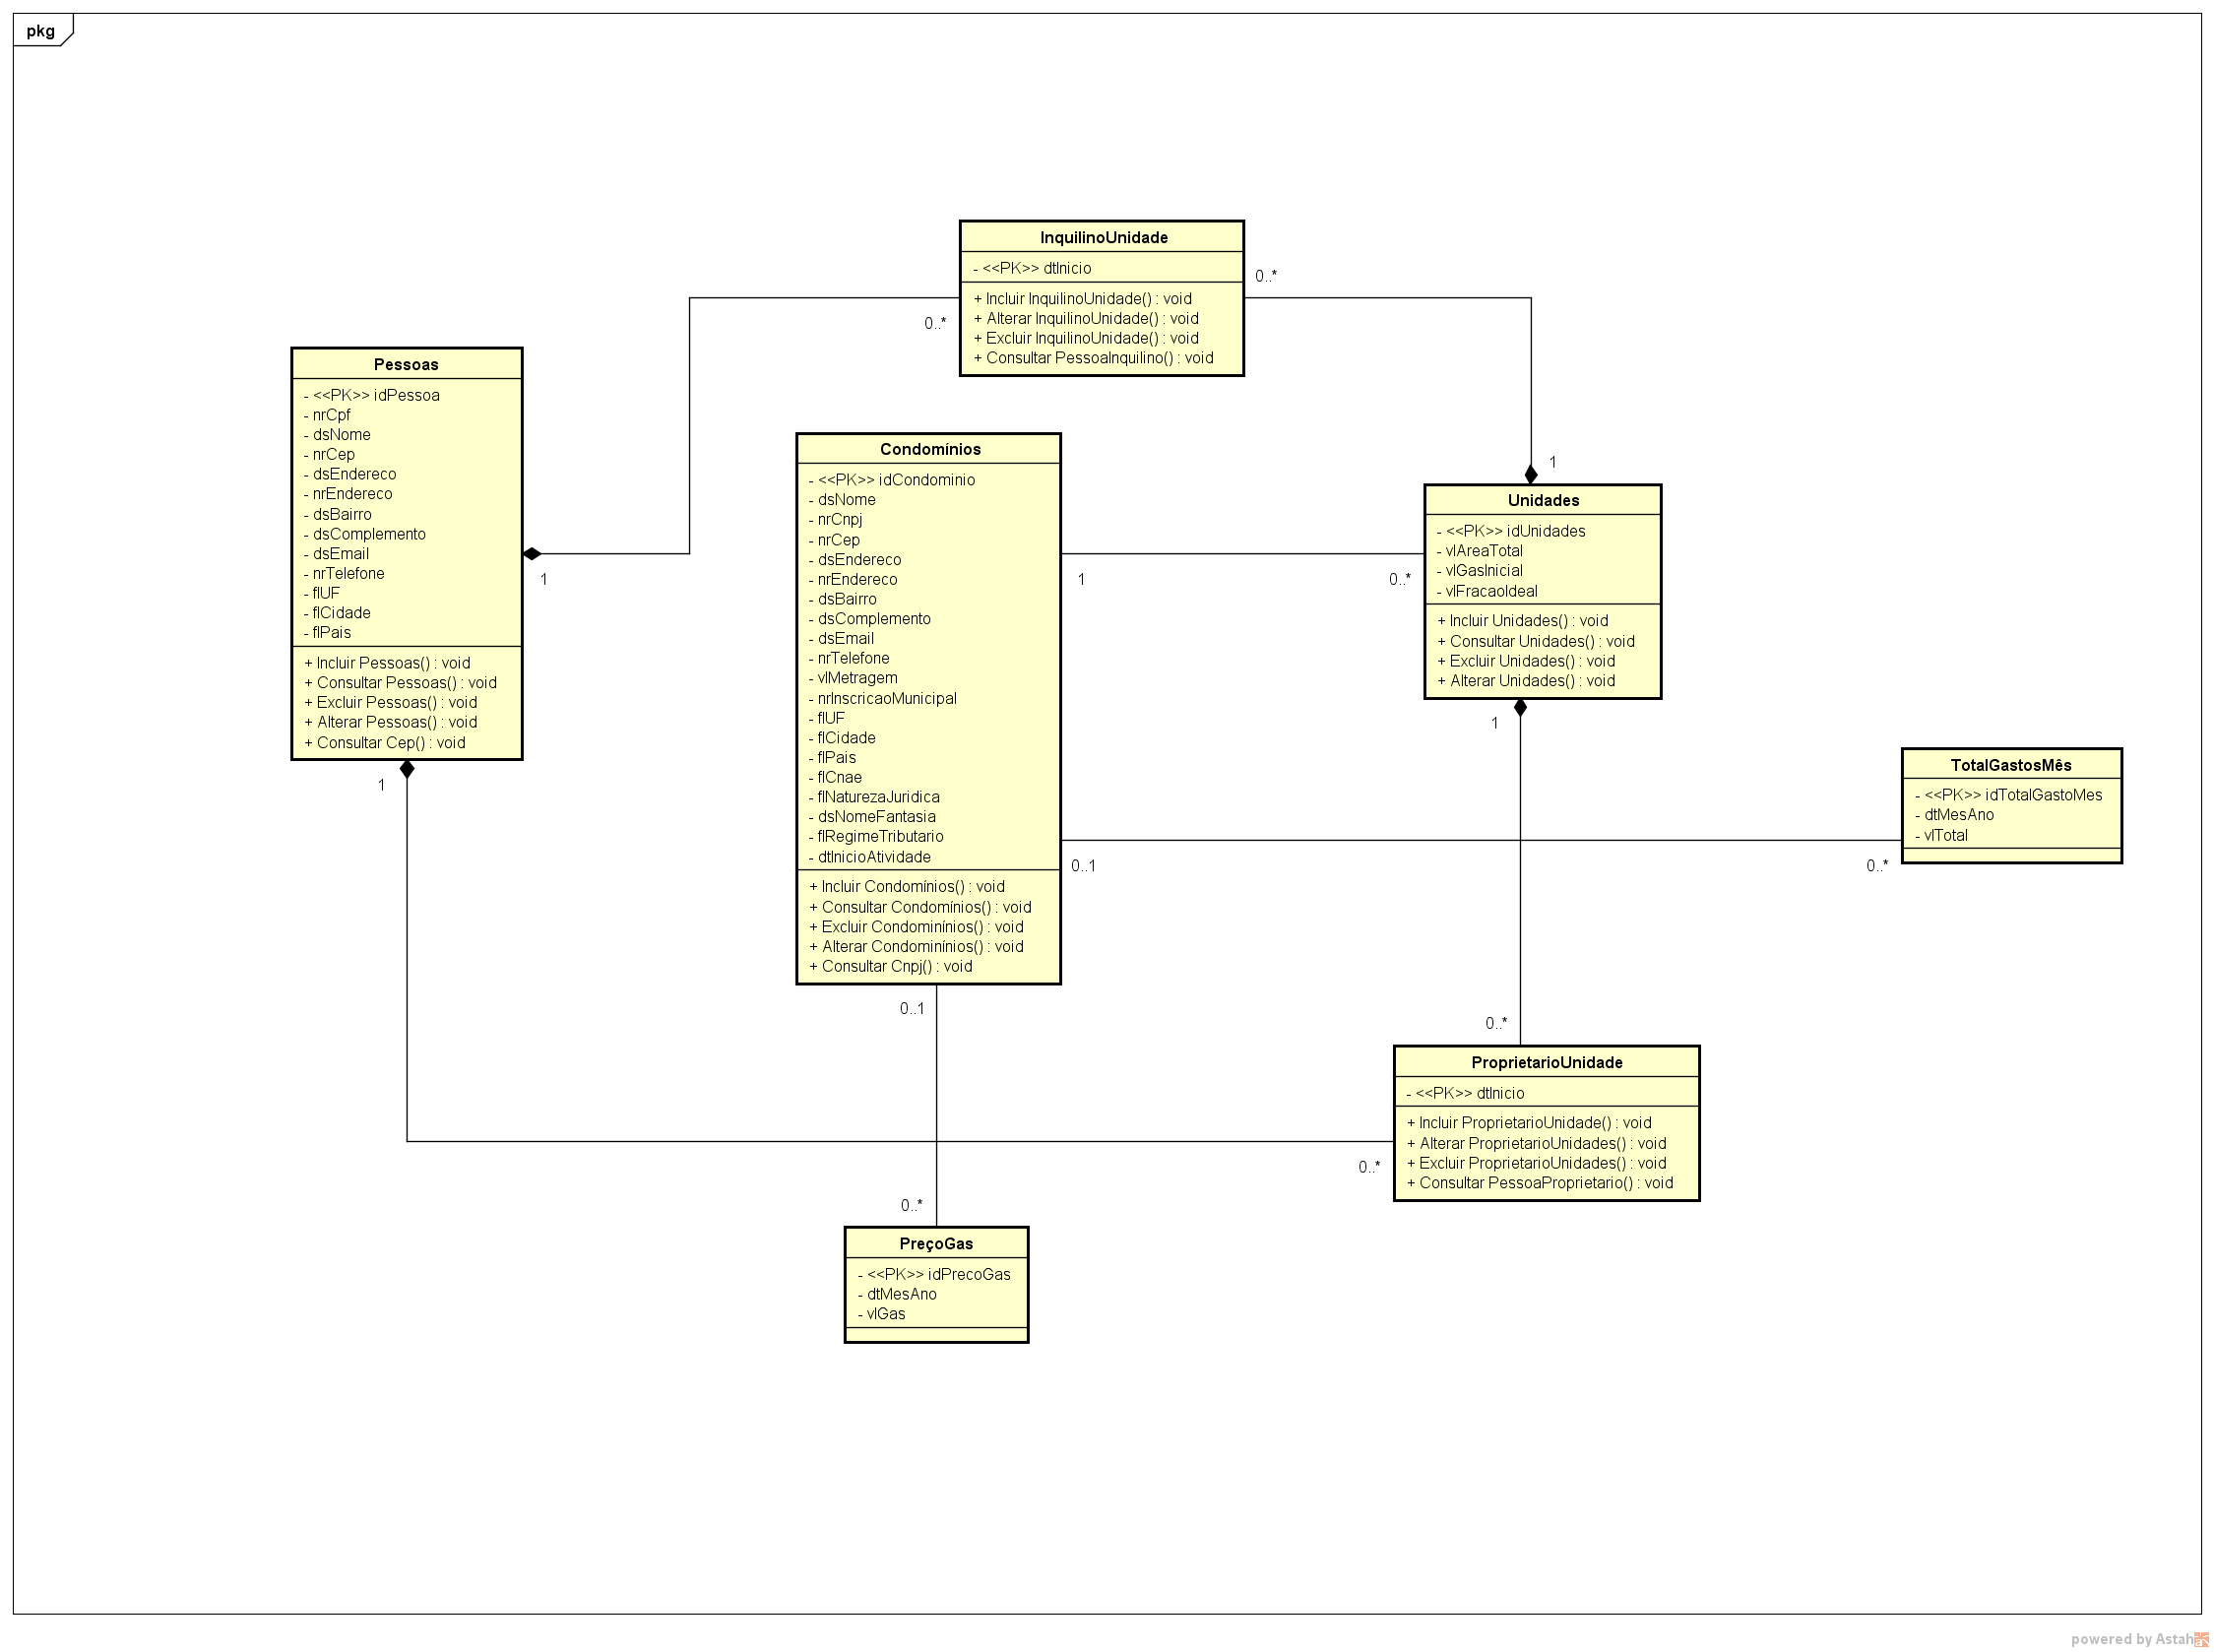 pkg
InquilinoUnidade
- <<PK>> dtInicio
+ Incluir InquilinoUnidade() : void
+ Alterar InquilinoUnidade() : void
+ Excluir InquilinoUnidade() : void
+ Consultar PessoaInquilino() : void
0..*
0..*
Pessoas
- <<PK>> idPessoa
- nrCpf
- dsNome
- nrCep
- dsEndereco
- nrEndereco
- dsBairro
- dsComplemento
- dsEmail
- nrTelefone
- flUF
- flCidade
- flPais
+ Incluir Pessoas() : void
+ Consultar Pessoas() : void
+ Excluir Pessoas() : void
+ Alterar Pessoas() : void
+ Consultar Cep() : void
1
1
Condomínios
- <<PK>> idCondominio
- dsNome
- nrCnpj
- nrCep
- dsEndereco
- nrEndereco
- dsBairro
- dsComplemento
- dsEmail
- nrTelefone
- vlMetragem
- nrInscricaoMunicipal
- flUF
- flCidade
- flPais
- flCnae
- flNaturezaJuridica
- dsNomeFantasia
- flRegimeTributario
- dtInicioAtividade
+ Incluir Condomínios() : void
+ Consultar Condomínios() : void
+ Excluir Condominínios() : void
+ Alterar Condominínios() : void
+ Consultar Cnpj() : void
1
0..*
0..1
0..1
1
Unidades
- <<PK>> idUnidades
- vlAreaTotal
- vlGasInicial
- vlFracaoIdeal
+ Incluir Unidades() : void
+ Consultar Unidades() : void
+ Excluir Unidades() : void
+ Alterar Unidades() : void
1
TotalGastosMês
- <<PK>> idTotalGastoMes
- dtMesAno
- vlTotal
0..*
0..*
ProprietarioUnidade
- <<PK>> dtInicio
+ Incluir ProprietarioUnidade() : void
+ Alterar ProprietarioUnidades() : void
+ Excluir ProprietarioUnidades() : void
+ Consultar PessoaProprietario() : void
0..*
0..*
PreçoGas
- <<PK>> idPrecoGas
- dtMesAno
- vlGas
powered by Astah